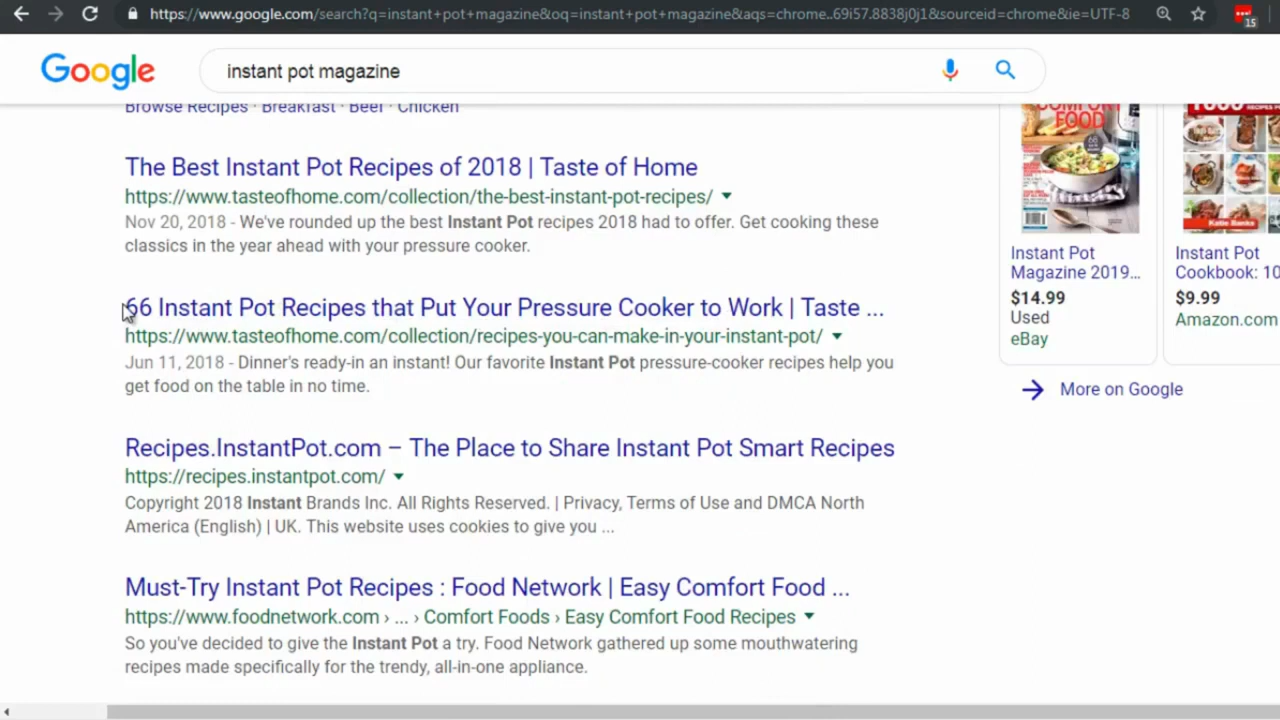 https://www.google.com/search?q=instant+pot+magazine&oq=instant+pot+magazine&aqs=chrome..69i57.8838j0j1&sourceid=chrome&ie=UTF-8
15
Google
instant pot magazine
Browse Recipes · Breakfast · Beef · Chicken
The Best Instant Pot Recipes of 2018 | Taste of Home
https://www.tasteofhome.com/collection/the-best-instant-pot-recipes/
Nov 20, 2018 - We've rounded up the best Instant Pot recipes 2018 had to offer. Get cooking these
classics in the year ahead with your pressure cooker.
66 Instant Pot Recipes that Put Your Pressure Cooker to Work | Taste ...
https://www.tasteofhome.com/collection/recipes-you-can-make-in-your-instant-pot/
Jun 11, 2018 - Dinner's ready-in an instant! Our favorite Instant Pot pressure-cooker recipes help you
get food on the table in no time.
Recipes.InstantPot.com – The Place to Share Instant Pot Smart Recipes
https://recipes.instantpot.com/
Copyright 2018 Instant Brands Inc. All Rights Reserved. | Privacy, Terms of Use and DMCA North
America (English) | UK. This website uses cookies to give you ...
Must-Try Instant Pot Recipes : Food Network | Easy Comfort Food ...
https://www.foodnetwork.com › ... › Comfort Foods › Easy Comfort Food Recipes
So you've decided to give the Instant Pot a try. Food Network gathered up some mouthwatering
recipes made specifically for the trendy, all-in-one appliance.
COMFORT
FOOD
Instant Pot
Magazine 2019...
$14.99
Used
eBay
Katie Banks
Instant Pot
Cookbook: 10
$9.99
Amazon.com
More on Google